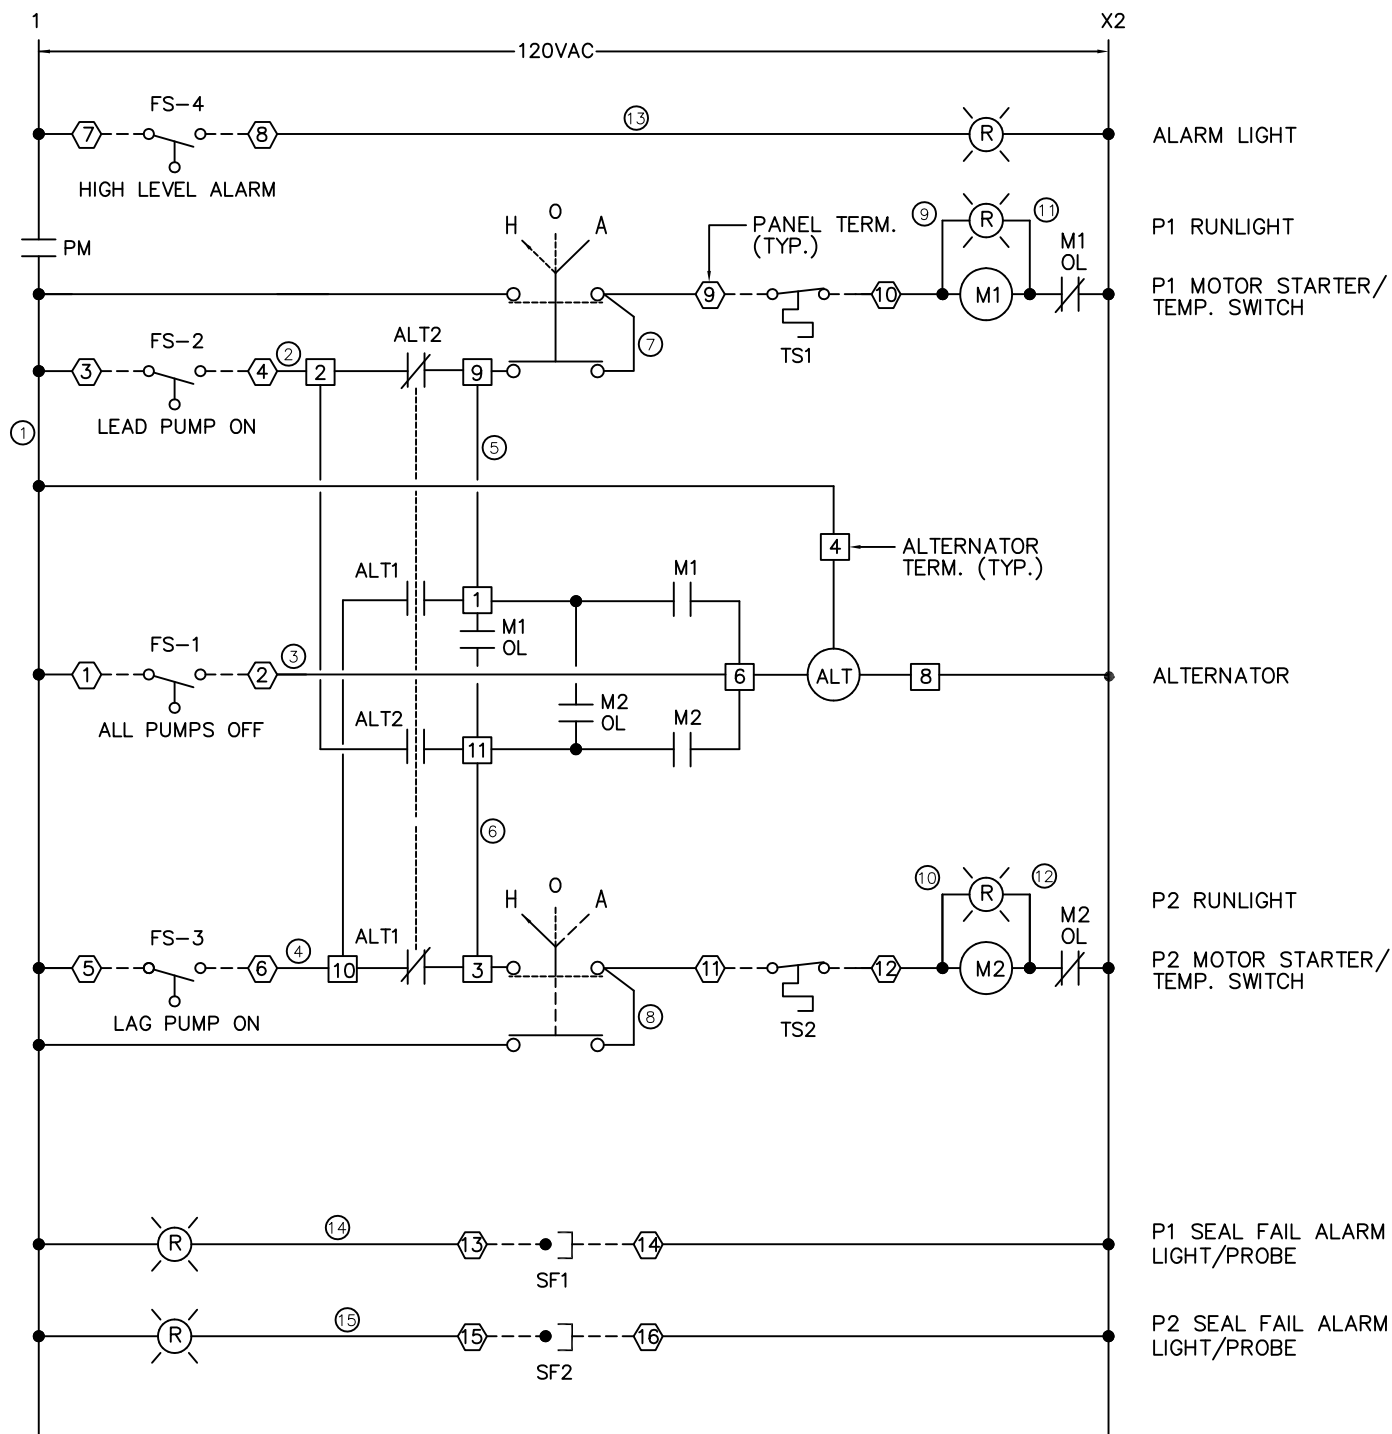 1
X2
120VAC
FS-4
7
8
13
R
ALARM LIGHT
HIGH LEVEL ALARM
H O A
PANEL TERM.
(TYP.)
9
R
11
P1 RUNLIGHT
PM
M1
OL
9
10
M1
P1 MOTOR STARTER/
TEMP. SWITCH
TS1
7
FS-2
3
4
2
2
ALT2
9
LEAD PUMP ON
1
5
4
ALTERNATOR
TERM. (TYP.)
ALT1
1
M1
M1
OL
FS-1
1
2
3
6
ALT
8
ALTERNATOR
ALL PUMPS OFF
ALT2
M2
OL
11
M2
6
H O A
10
R
12
P2 RUNLIGHT
M2
OL
FS-3
5
6
4
10
ALT1
3
11
12
M2
P2 MOTOR STARTER/
TEMP. SWITCH
TS2
LAG PUMP ON
8
R
14
13
14
P1 SEAL FAIL ALARM
LIGHT/PROBE
SF1
R
15
15
16
P2 SEAL FAIL ALARM
LIGHT/PROBE
SF2